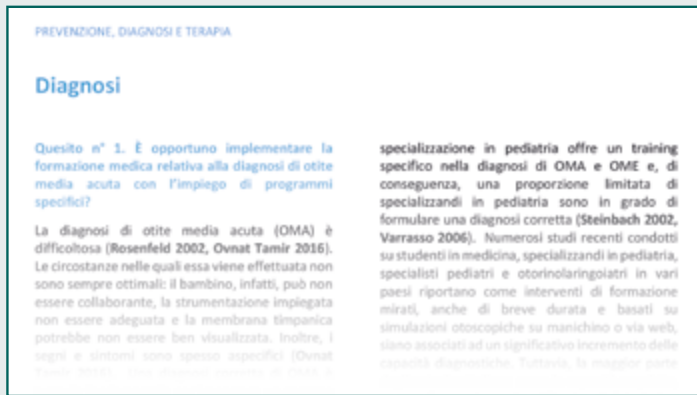 PREVENZIONE, DIAGNOSI E TERAPIA
Diagnosi
Quesito n° 1. È opportuno implementare la
formazione medica relativa alla diagnosi di otite
media acuta con l'impiego di programmi
specifici?
La diagnosi di otite media acuta (OMA) è
difficoltosa (Rosenfeld 2002, Ovnat Tamir 2016).
Le circostanze nelle quali essa viene effettuata non
sono sempre ottimali: il bambino, infatti, può non
essere collaborante, la strumentazione impiegata
non essere adeguata e la membrana timpanica
potrebbe non essere ben visualizzata. Inoltre, i
segni e sintomi sono spesso aspecifici (Ovnat
Tamir 2016).
specializzazione in pediatria offre un training
specifico nella diagnosi di OMA e OME e, di
conseguenza, una proporzione limitata di
specializzandi in pediatria sono in grado di
formulare una diagnosi corretta (Steinbach 2002,
Varrasso 2006). Numerosi studi recenti condotti
su studenti in medicina, specializzandi in pediatria,
specialisti pediatri e otorinolaringoiatri in vari
paesi riportano come interventi di formazione
mirati, anche di breve durata e basati su
simulazioni otoscopiche su manichino o via web,
siano associati ad un significativo incremento delle
capacità diagnostiche. Tuttavia, la maggior parte